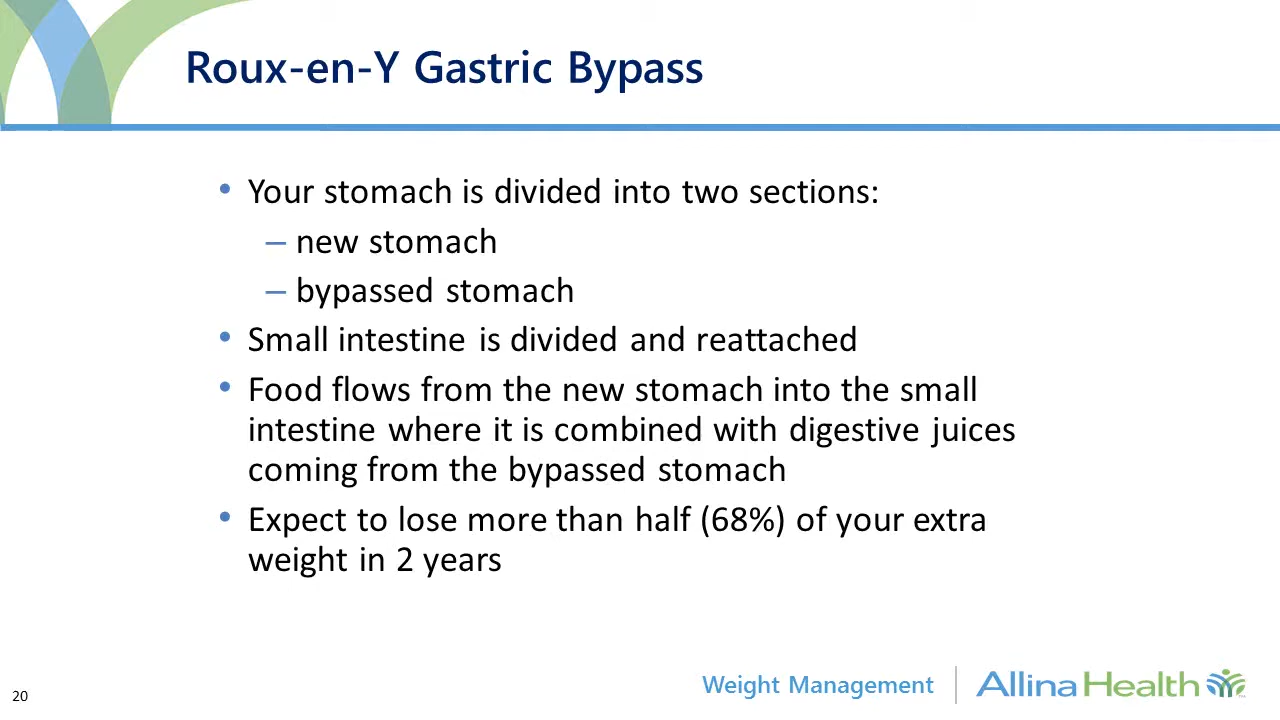 Roux-en-Y Gastric Bypass
• Your stomach is divided into two sections:
– new stomach
– bypassed stomach
• Small intestine is divided and reattached
• Food flows from the new stomach into the small
intestine where it is combined with digestive juices
coming from the bypassed stomach
• Expect to lose more than half (68%) of your extra
weight in 2 years
Weight Management
Allina Health
20